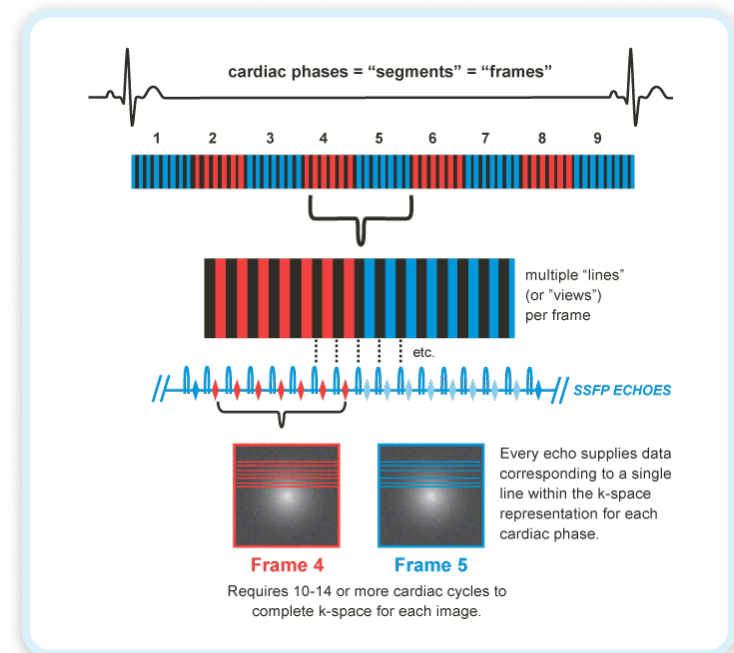 cardiac phases = “segments” = “frames”
1 2 3 4 5 6 7 8 9
multiple “lines”
(or ”views”)
per frame
etc.
SSFP ECHOES
Every echo supplies data
corresponding to a single
line within the k-space
representation for each
cardiac phase.
Frame 4 Frame 5
Requires 10-14 or more cardiac cycles to
complete k-space for each image.